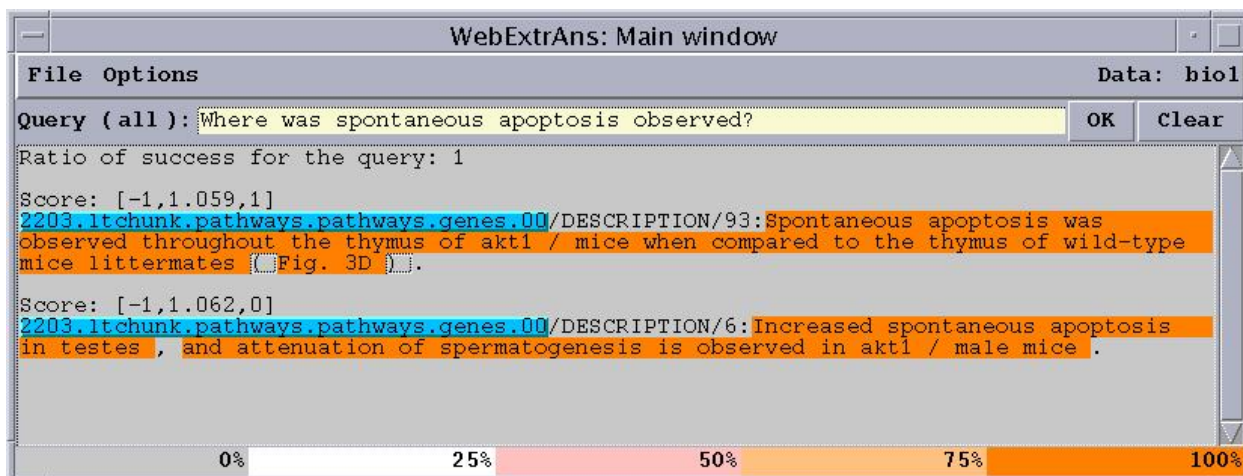 WebExtrAns: Main window
File Options Data: bio1
Query (all): Where was spontaneous apoptosis observed? OK Clear
Ratio of success for the query: 1
Score: [-1,1.059,1]
2203.ltchunk.pathways.pathways.genes.00/DESCRIPTION/93:Spontaneous apoptosis was
observed throughout the thymus of akt1 / mice when compared to the thymus of wild-type
mice littermates ( Fig. 3D ) .
Score: [-1,1.062,0]
2203.ltchunk.pathways.pathways.genes.00/DESCRIPTION/6:Increased spontaneous apoptosis
in testes , and attenuation of spermatogenesis is observed in akt1 / male mice .
0% 25% 50% 75% 100%